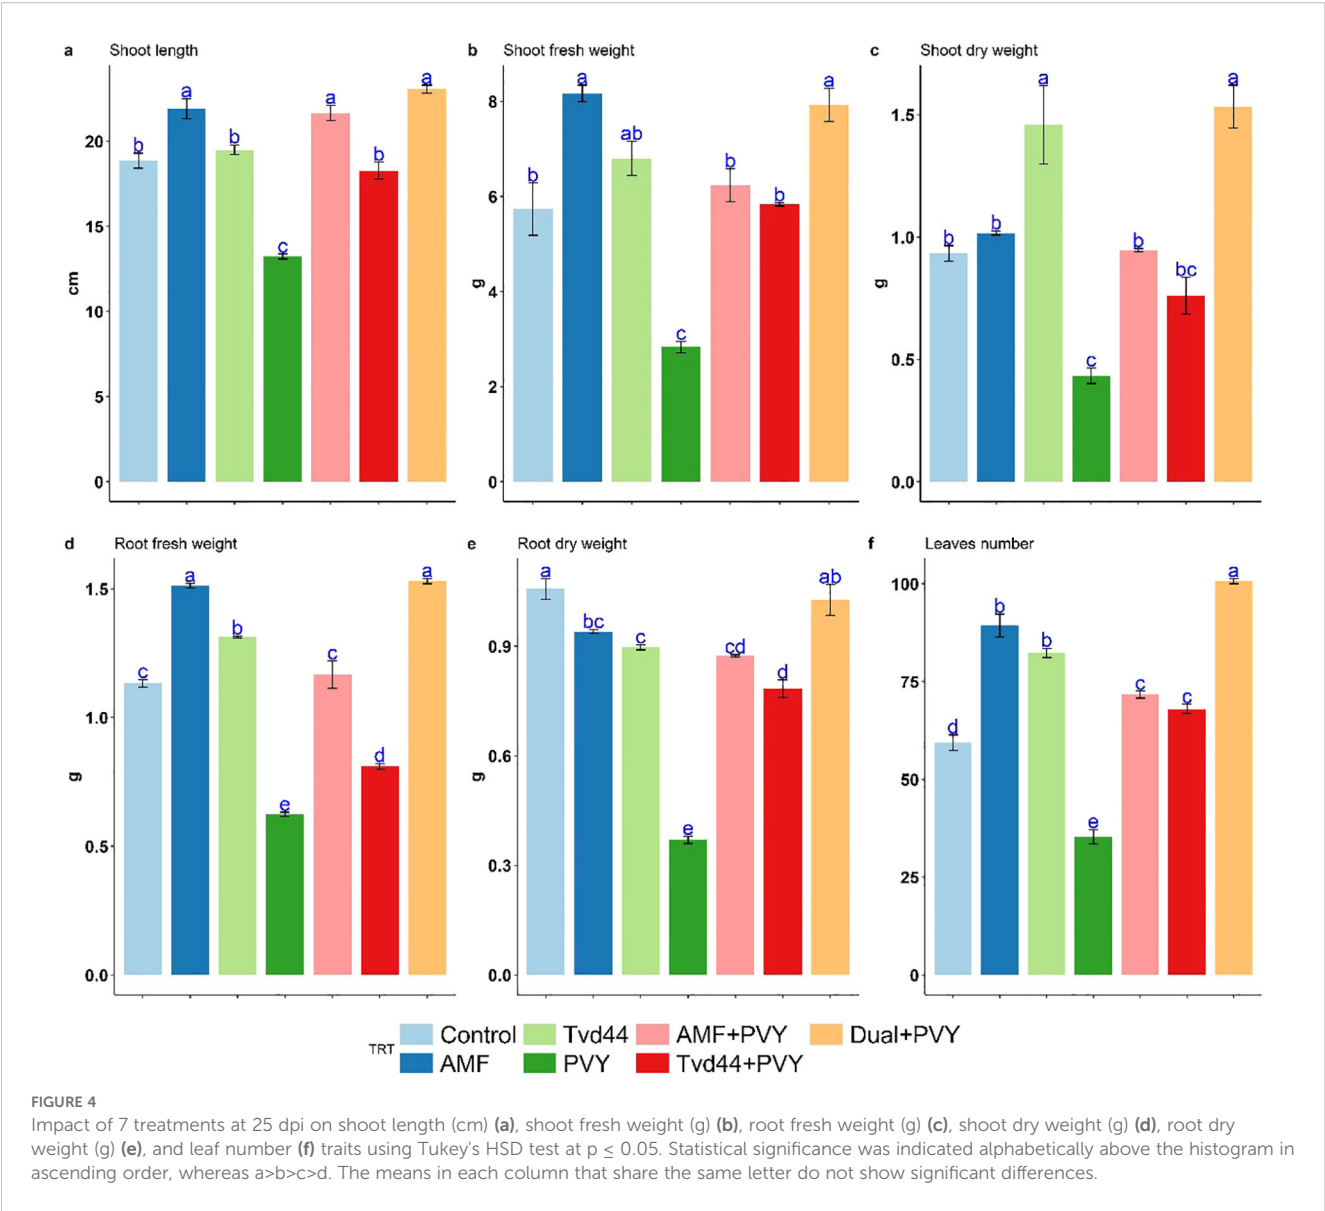 a Shoot length
b Shoot fresh weight
c Shoot dry weight
20
15
10
5
0
cm
b
a
b
c
a
b
a
8
6
4
2
0
g
b
a
ab
c
b
b
a
1.5
1.0
0.5
0.0
g
b
b
a
c
b
bc
a
d Root fresh weight
e Root dry weight
f Leaves number
1.5
1.0
0.5
0.0
g
c
a
b
e
c
d
a
0.9
0.6
0.3
0.0
g
a
bc
c
e
cd
d
ab
100
75
50
25
0
d
b
b
e
c
c
a
TRT
Control Tvd44 AMF+PVY Dual+PVY
AMF PVY Tvd44+PVY
FIGURE 4
Impact of 7 treatments at 25 dpi on shoot length (cm) (a), shoot fresh weight (g) (b), root fresh weight (g) (c), shoot dry weight (g) (d), root dry
weight (g) (e), and leaf number (f) traits using Tukey's HSD test at p ≤ 0.05. Statistical significance was indicated alphabetically above the histogram in
ascending order, whereas a>b>c>d. The means in each column that share the same letter do not show significant differences.